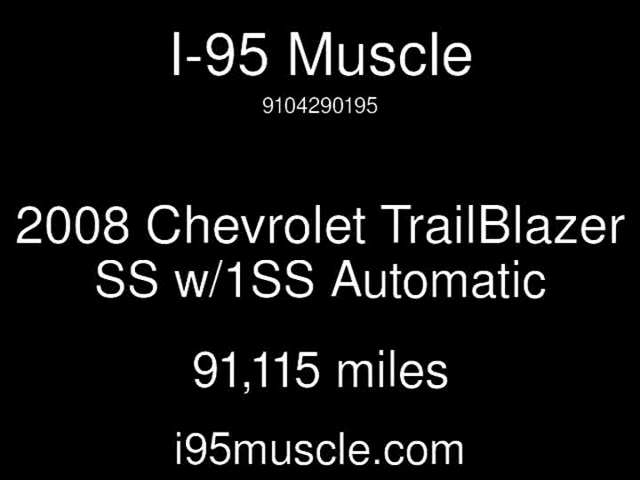 I-95 Muscle
9104290195
2008 Chevrolet TrailBlazer
SS w/1SS Automatic
91,115 miles
i95muscle.com